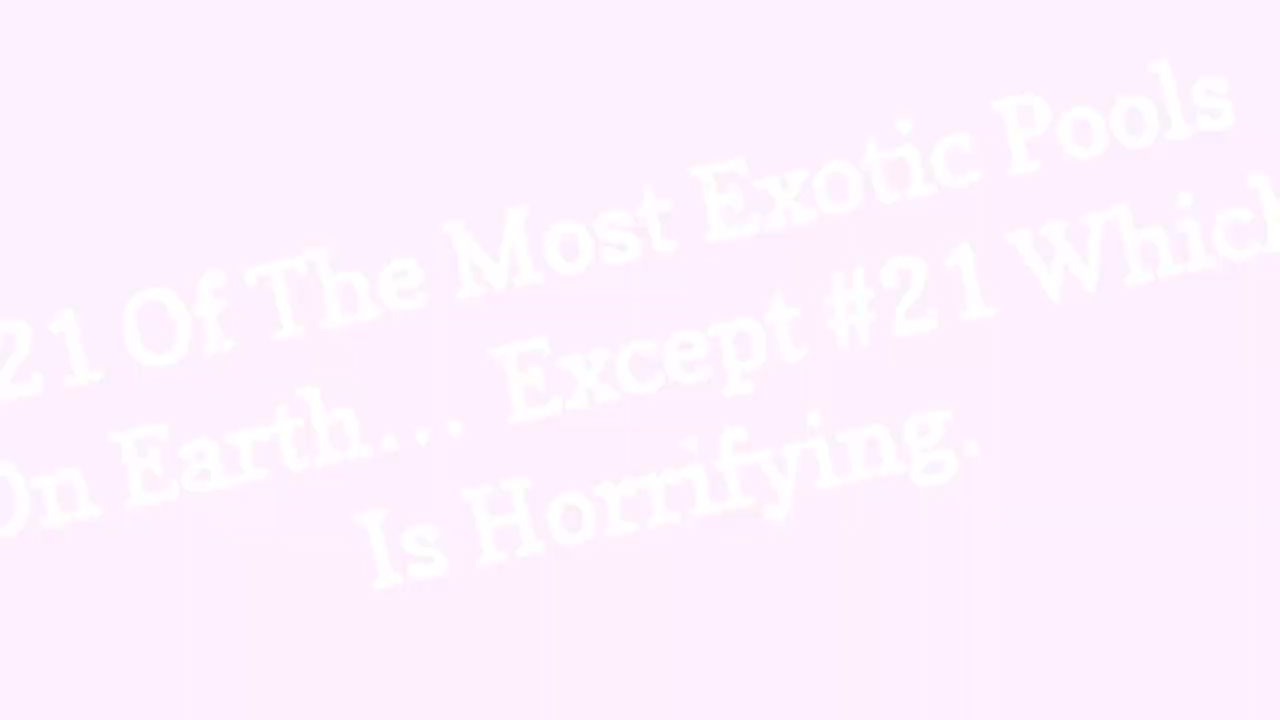 21 Of The Most Exotic Pools
On Earth... Except #21 Which
Is Horrifying.